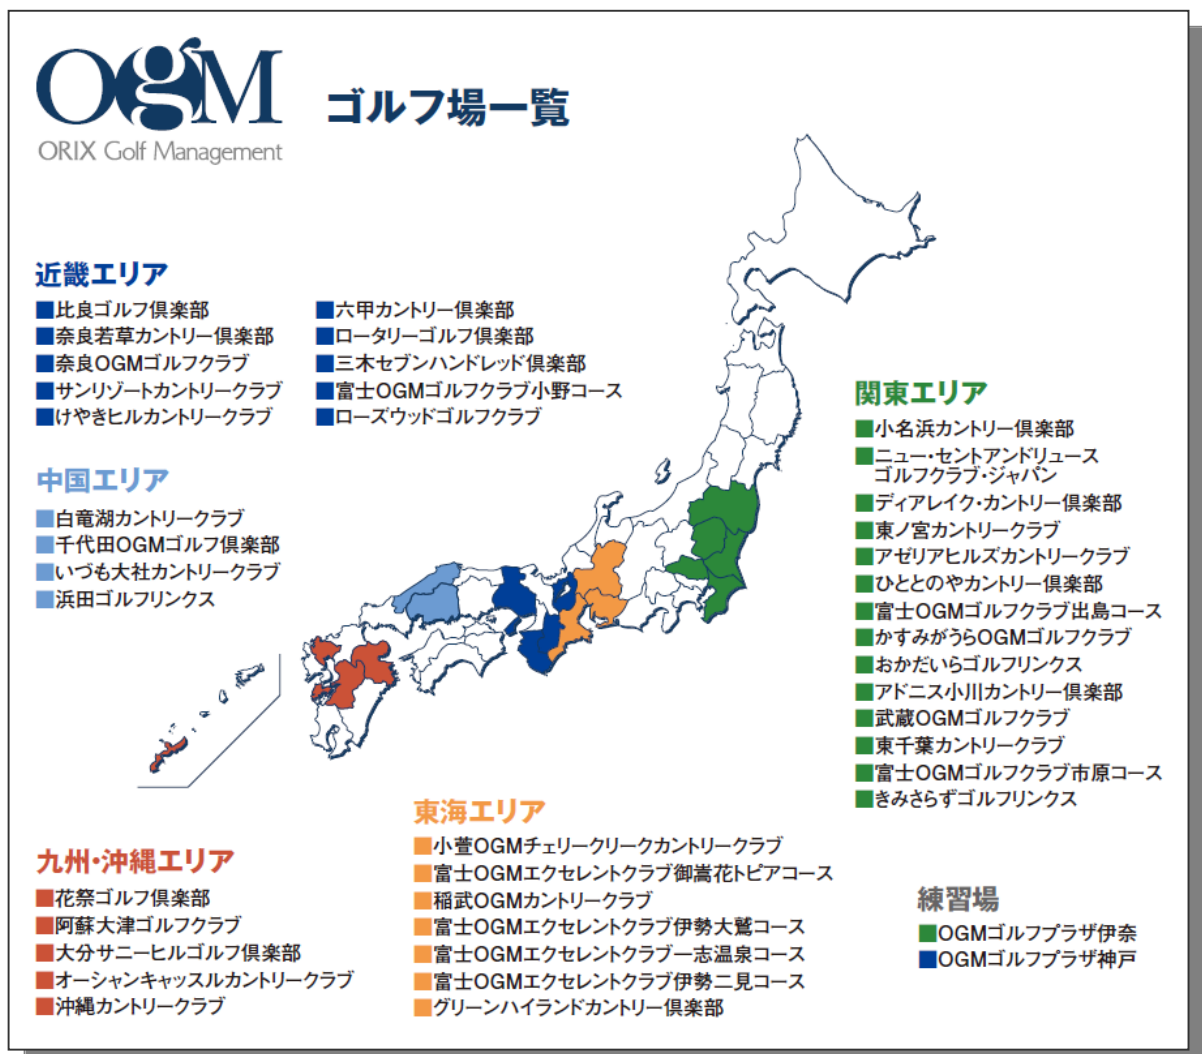 OgM
ORIX Golf Management
ゴルフ場一覧
近畿エリア
■比良ゴルフ倶楽部
■奈良若草カントリー倶楽部
■奈良OGMゴルフクラブ
■サンリゾートカントリークラブ
■けやきヒルカントリークラブ
■六甲カントリー倶楽部
■ロータリーゴルフ倶楽部
■三木セブンハンドレッド倶楽部
■富士OGMゴルフクラブ小野コース
■ローズウッドゴルフクラブ
中国エリア
■白竜湖カントリークラブ
■千代田OGMゴルフ倶楽部
■いづも大社カントリークラブ
■浜田ゴルフリンクス
関東エリア
■小名浜カントリー倶楽部
■ニュー・セントアンドリュース
ゴルフクラブ・ジャパン
■ディアレイク・カントリー倶楽部
■東ノ宮カントリークラブ
■アゼリアヒルズカントリークラブ
■ひととのやカントリー倶楽部
■富士OGMゴルフクラブ出島コース
■かすみがうらOGMゴルフクラブ
■おかだいらゴルフリンクス
■アドニス小川カントリー倶楽部
■武蔵OGMゴルフクラブ
■東千葉カントリークラブ
■富士OGMゴルフクラブ市原コース
■きみさらずゴルフリンクス
九州・沖縄エリア
■花祭ゴルフ倶楽部
■阿蘇大津ゴルフクラブ
■大分サニーヒルゴルフ倶楽部
■オーシャンキャッスルカントリークラブ
■沖縄カントリークラブ
東海エリア
■小萱OGMチェリークリークカントリークラブ
■富士OGMエクセレントクラブ御嵩花トピアコース
■稲武OGMカントリークラブ
■富士OGMエクセレントクラブ伊勢大鷲コース
■富士OGMエクセレントクラブ一志温泉コース
■富士OGMエクセレントクラブ伊勢二見コース
■グリーンハイランドカントリー倶楽部
練習場
■OGMゴルフプラザ伊奈
■OGMゴルフプラザ神戸